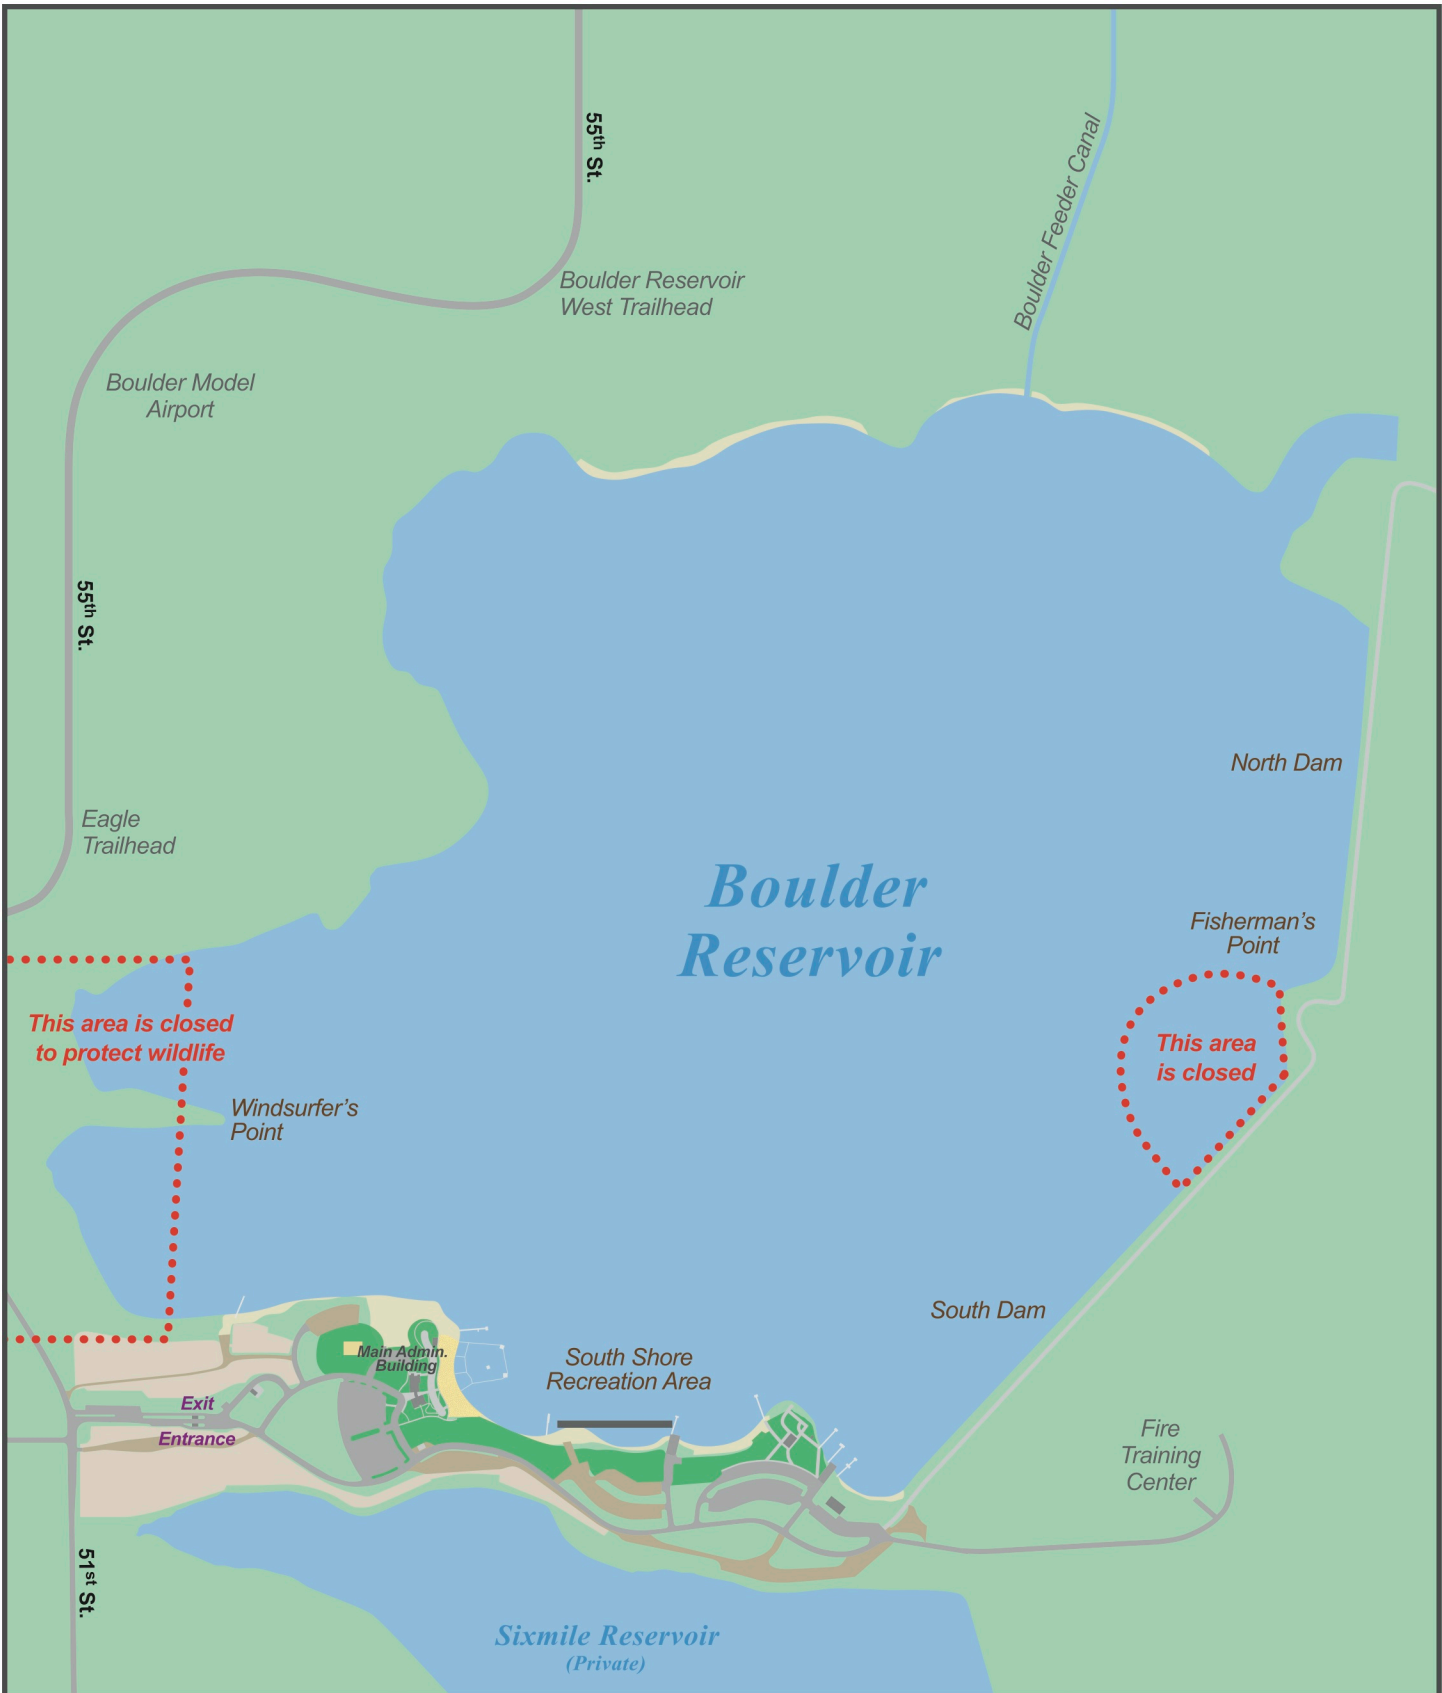 55th St.
Boulder Feeder Canal
Boulder Reservoir
West Trailhead
Boulder Model
Airport
55th St.
North Dam
Eagle
Trailhead
Boulder
Reservoir
Fisherman's
Point
This area is closed
to protect wildlife
This area
is closed
Windsurfer's
Point
South Dam
Main Admin.
Building
South Shore
Recreation Area
Exit
Entrance
Fire
Training
Center
51st St.
Sixmile Reservoir
(Private)